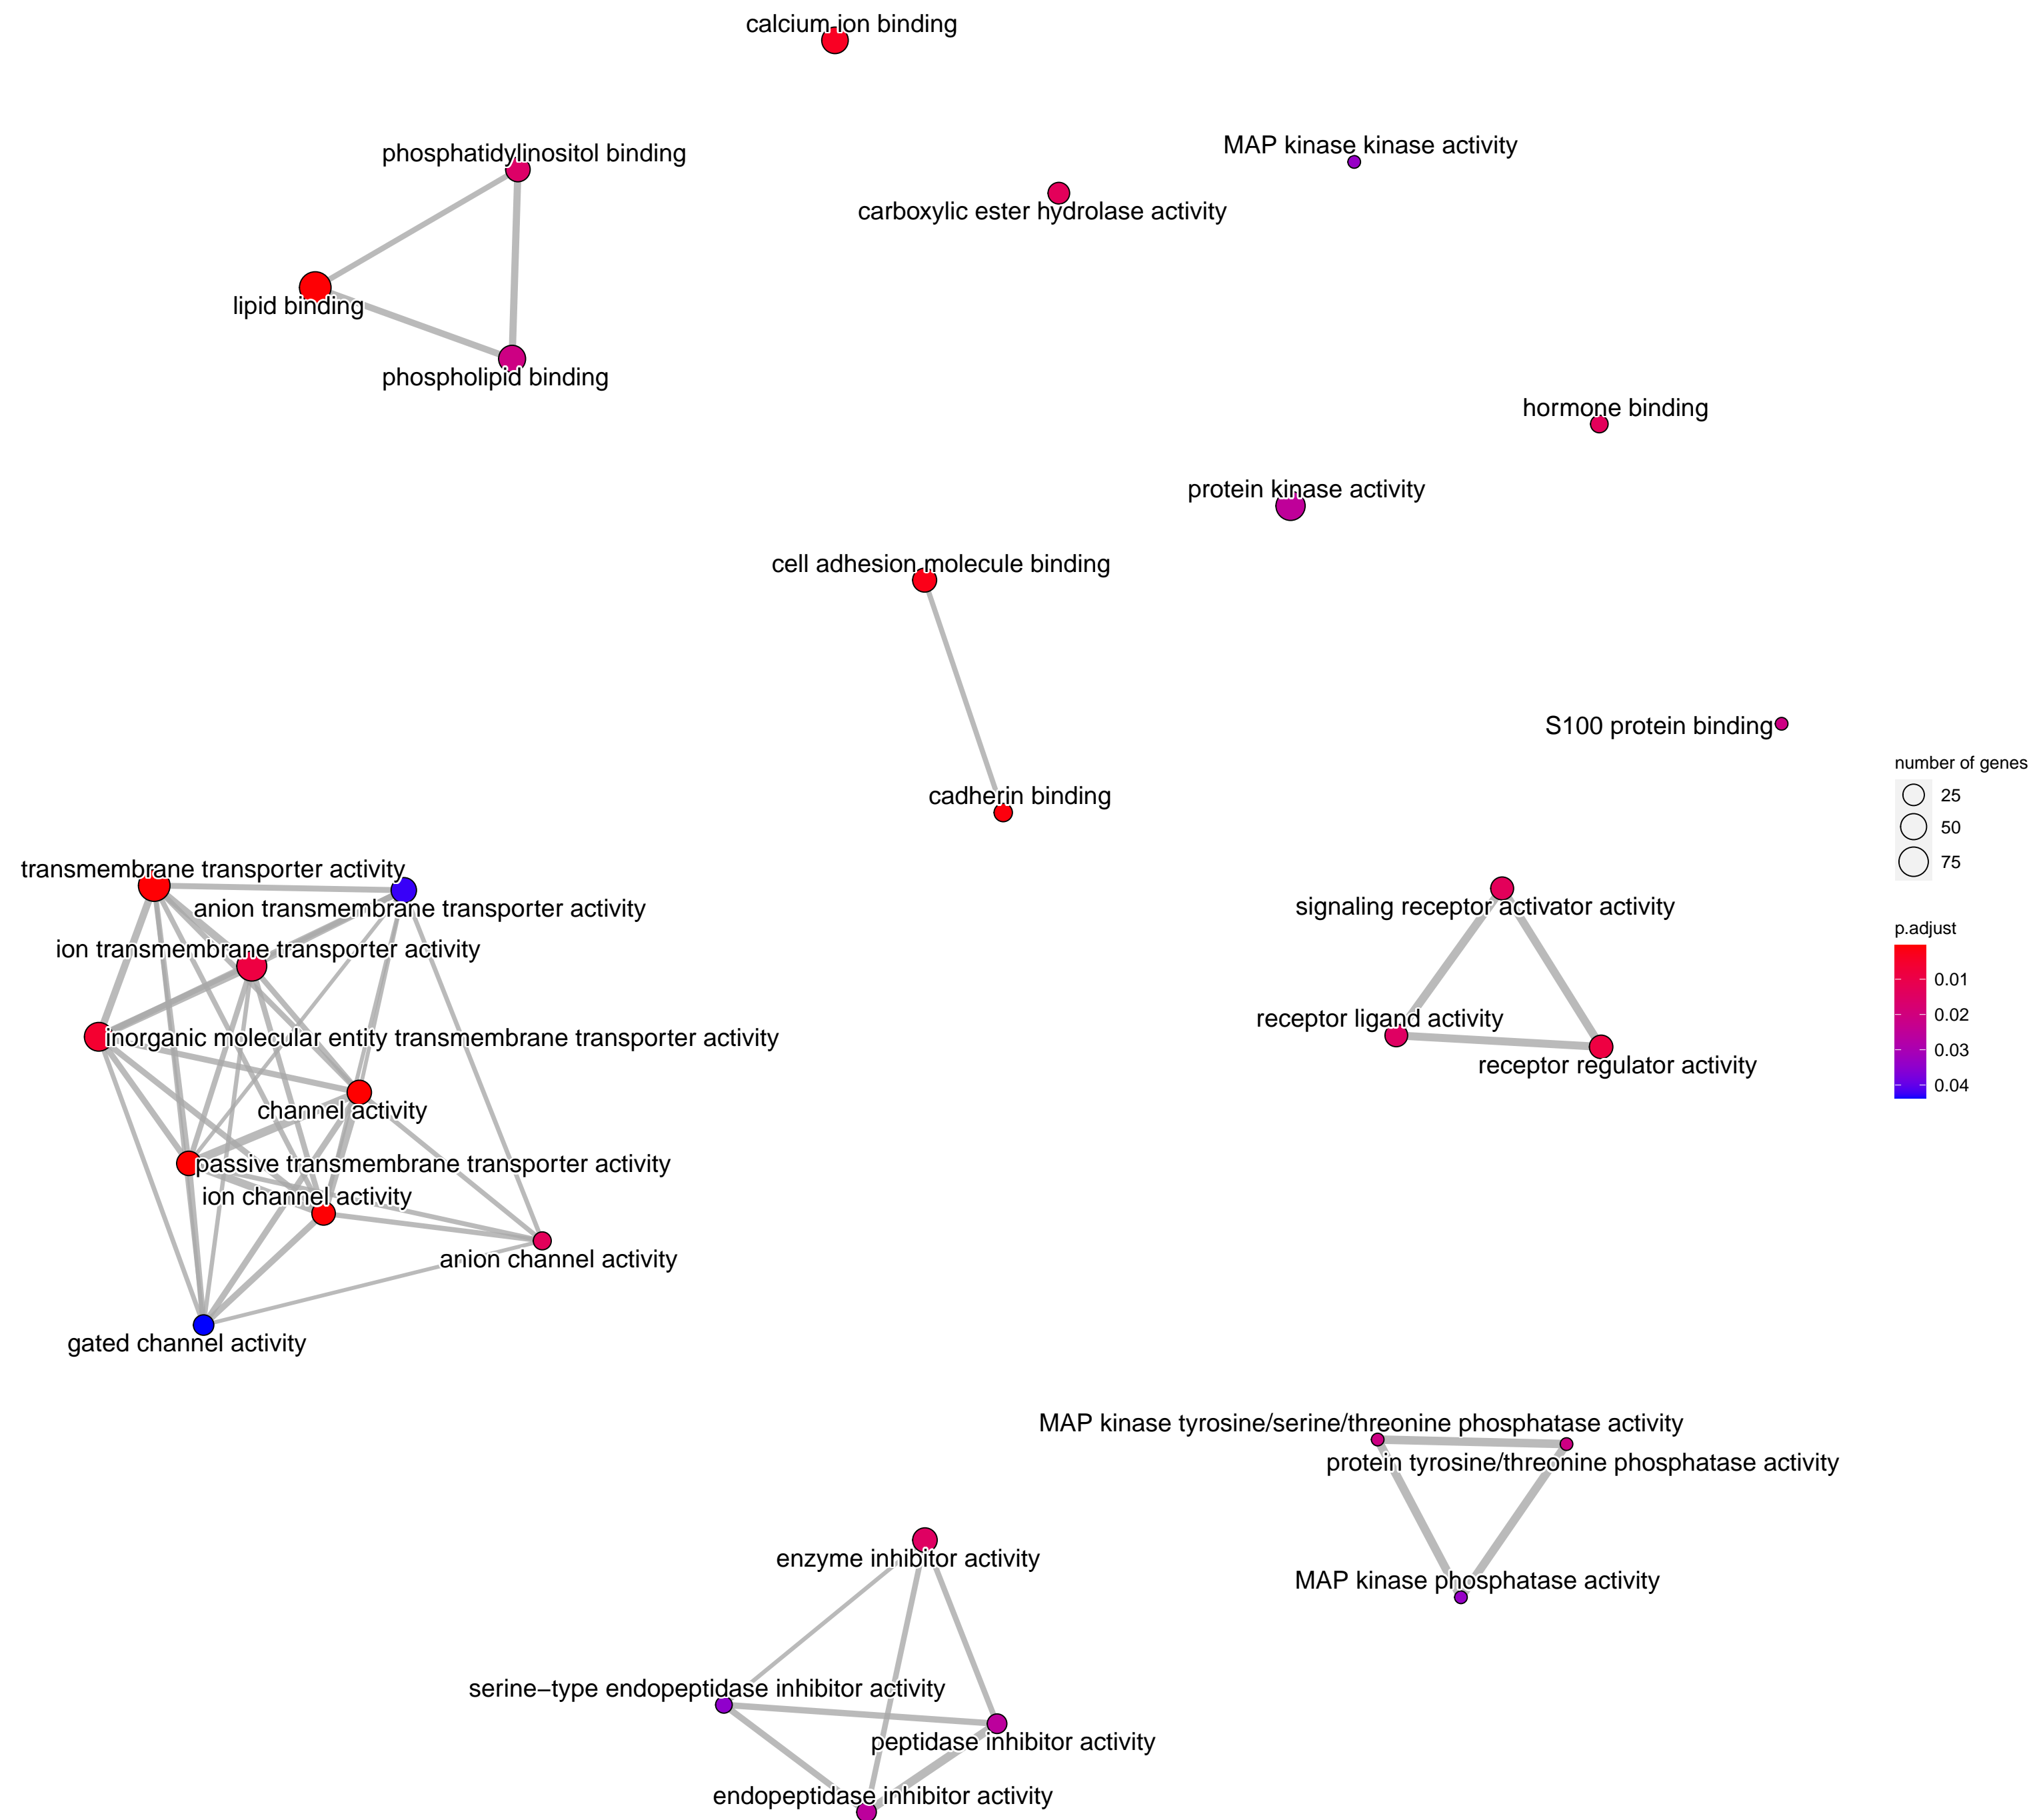 calcium ion binding
MAP kinase kinase activity
phosphatidylinositol binding
carboxylic ester hydrolase activity
lipid binding
phospholipid binding
hormone binding
protein kinase activity
cell adhesion molecule binding
S100 protein binding
cadherin binding
number of genes
25
50
75
transmembrane transporter activity
anion transmembrane transporter activity
ion transmembrane transporter activity
inorganic molecular entity transmembrane transporter activity
channel activity
passive transmembrane transporter activity
ion channel activity
anion channel activity
gated channel activity
signaling receptor activator activity
receptor ligand activity
receptor regulator activity
p.adjust
0.01
0.02
0.03
0.04
MAP kinase tyrosine/serine/threonine phosphatase activity
protein tyrosine/threonine phosphatase activity
MAP kinase phosphatase activity
enzyme inhibitor activity
serine−type endopeptidase inhibitor activity
peptidase inhibitor activity
endopeptidase inhibitor activity